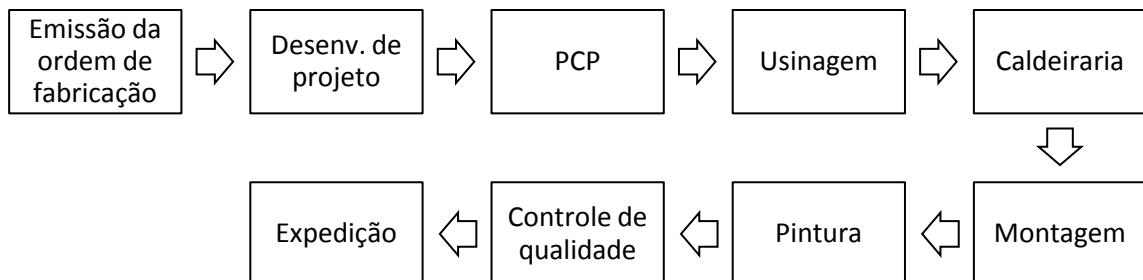 Emissão da
ordem de
fabricação
Desenv. de
projeto
PCP
Usinagem
Caldeiraria
Montagem
Pintura
Controle de
qualidade
Expedição